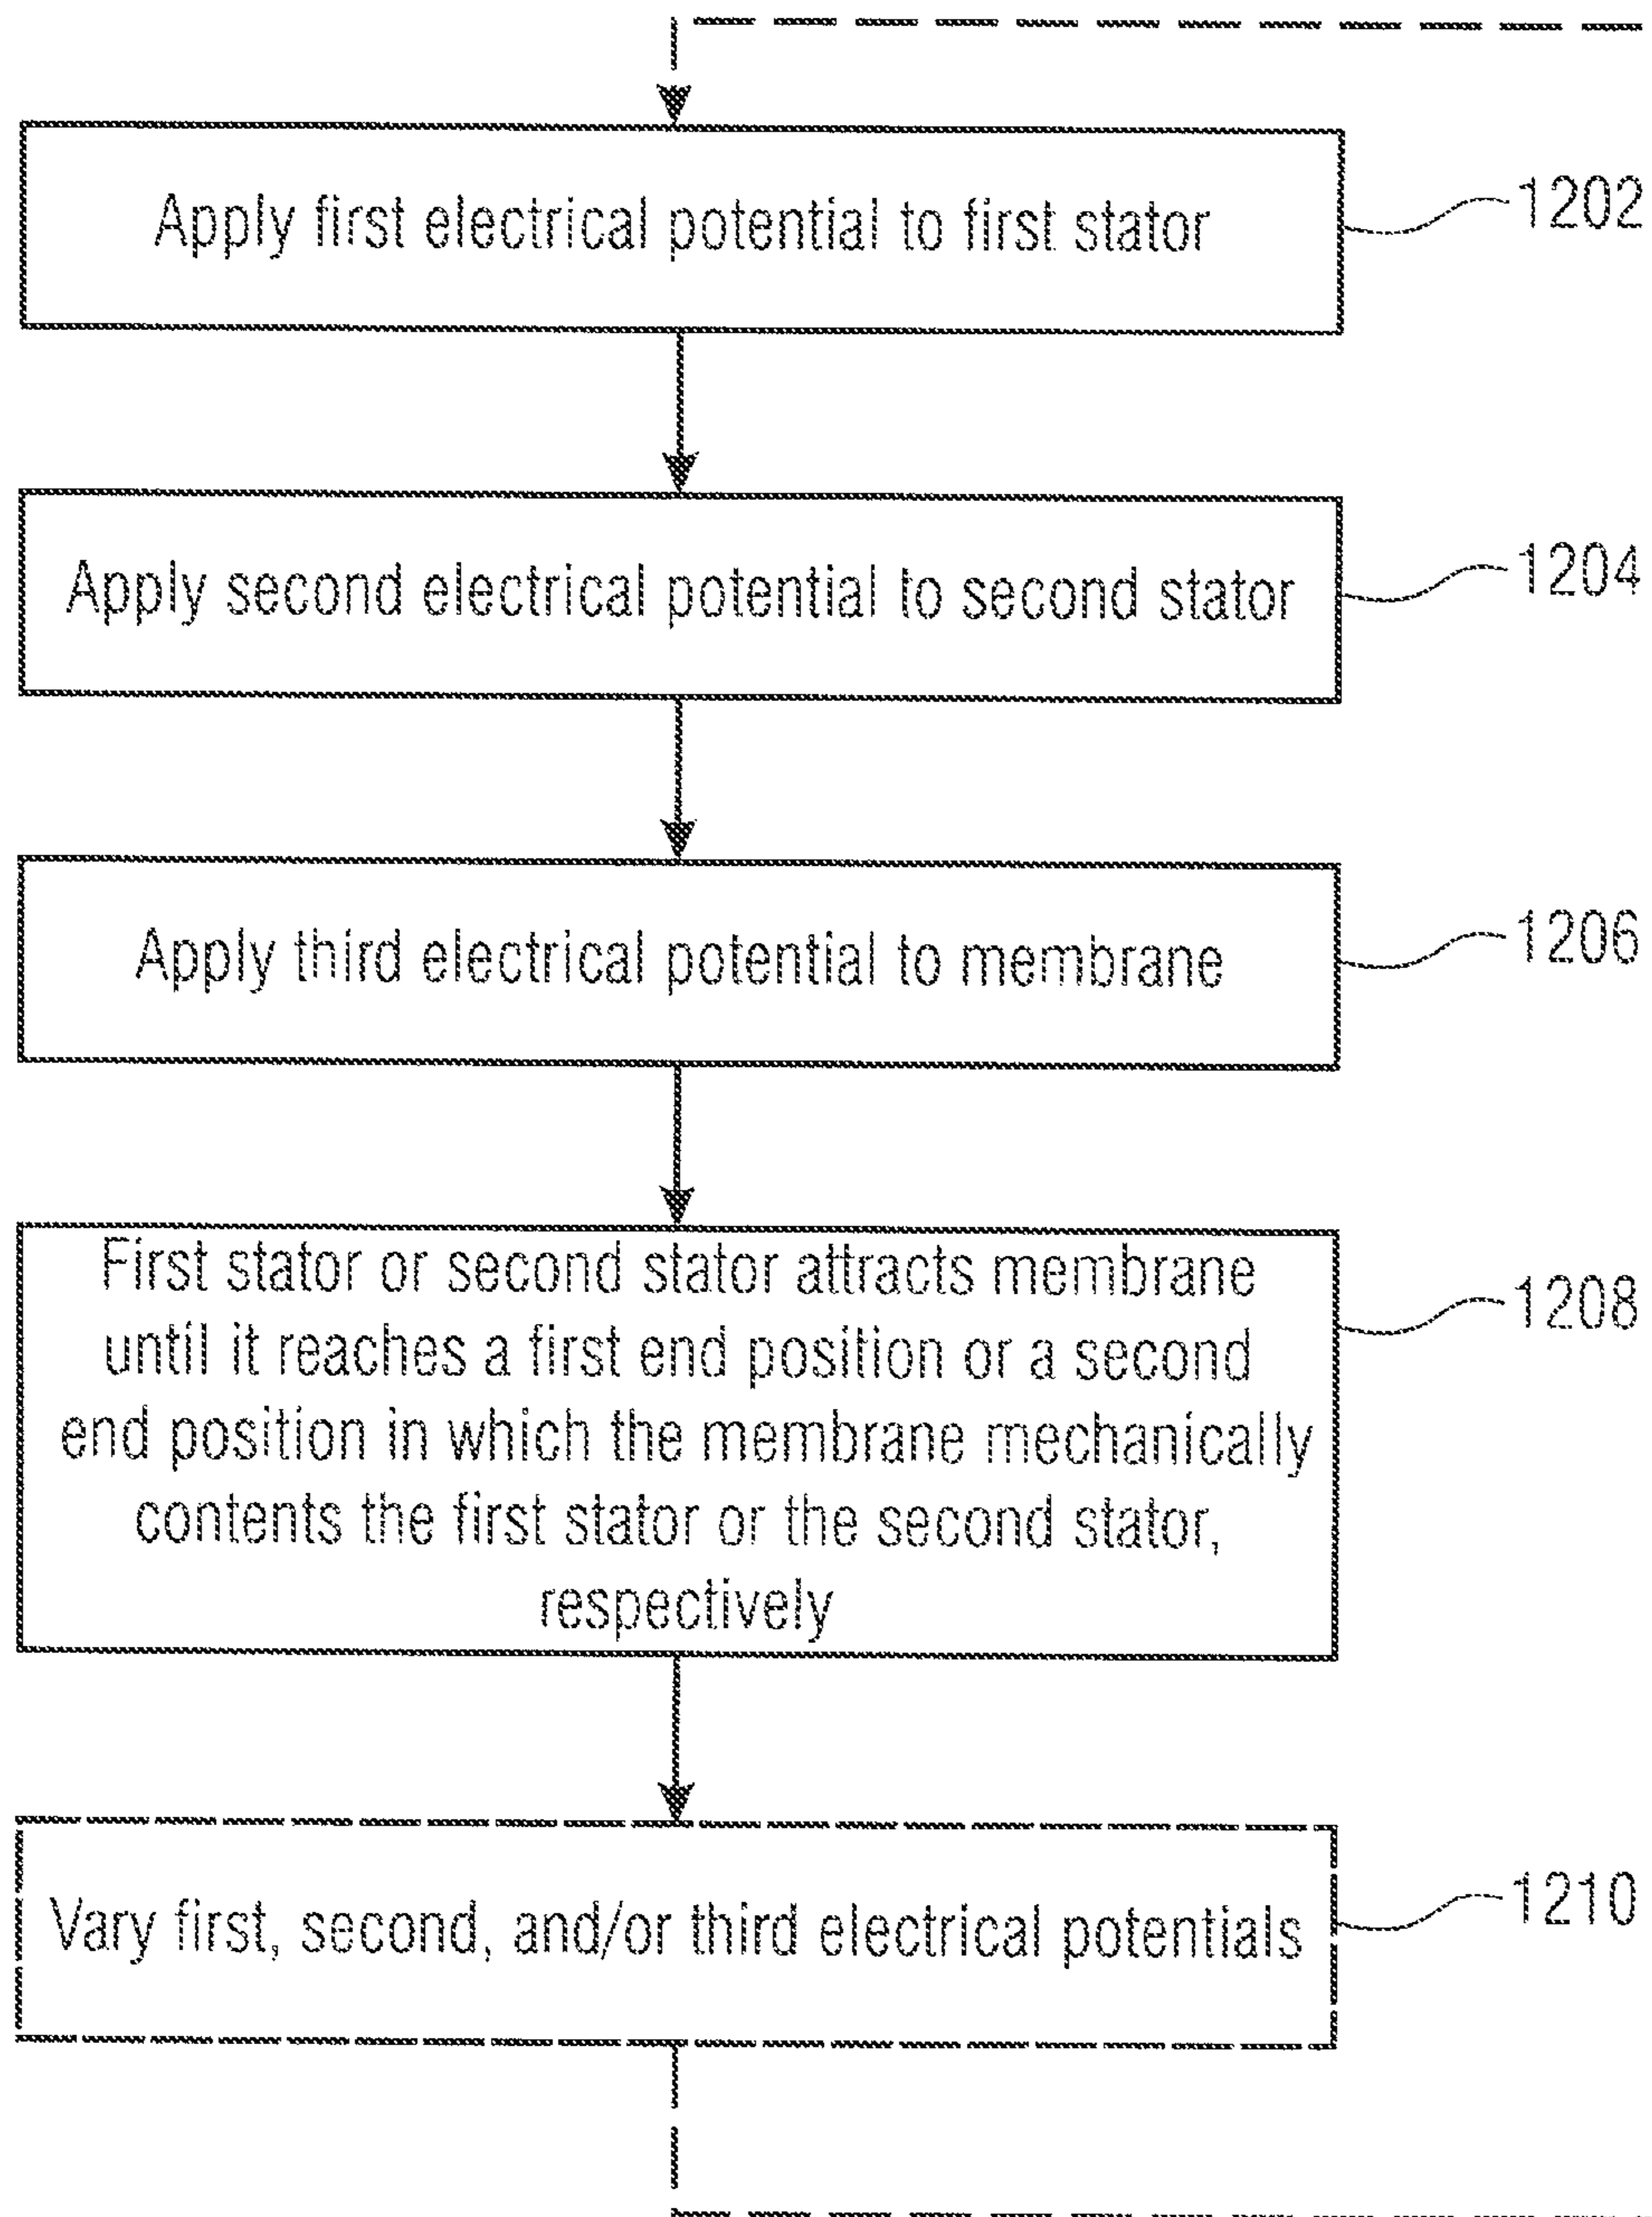 Apply first electrical potential to first stator
1202
Apply second electrical potential to second stator
1204
Apply third electrical potential to membrane
1206
First stator or second stator attracts membrane
until it reaches a first end position or a second
end position in which the membrane mechanically
contents the first stator or the second stator,
respectively
1208
Vary first, second, and/or third electrical potentials
1210